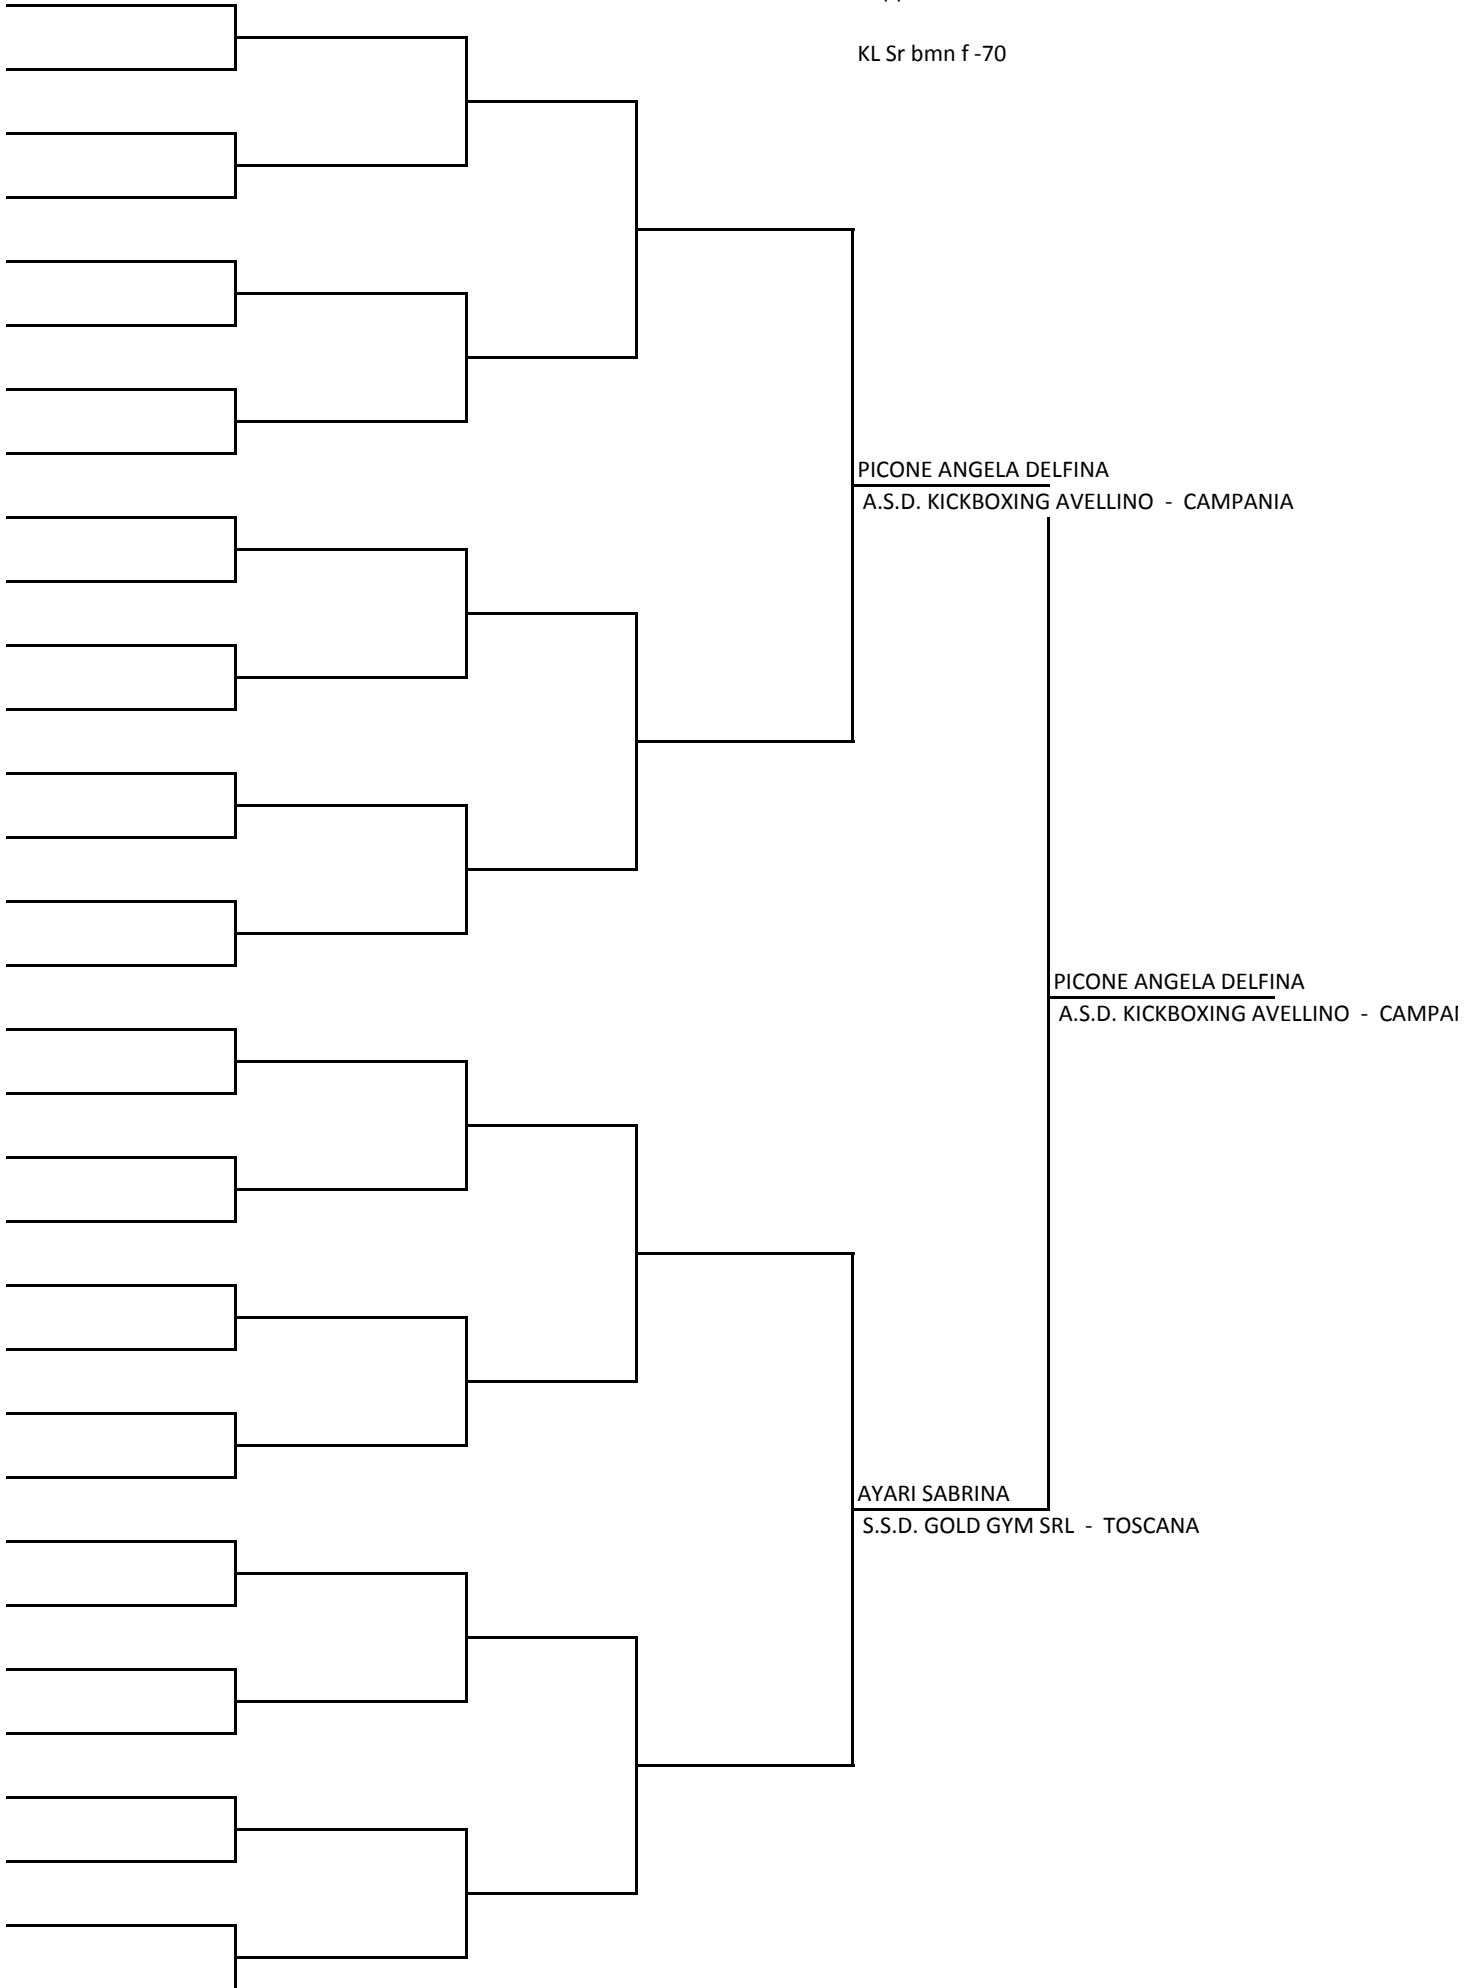 KL Sr bmn f -70
PICONE ANGELA DELFINA
A.S.D. KICKBOXING AVELLINO - CAMPANIA
PICONE ANGELA DELFINA
A.S.D. KICKBOXING AVELLINO -
AYARI SABRINA
S.S.D. GOLD GYM SRL - TOSCANA